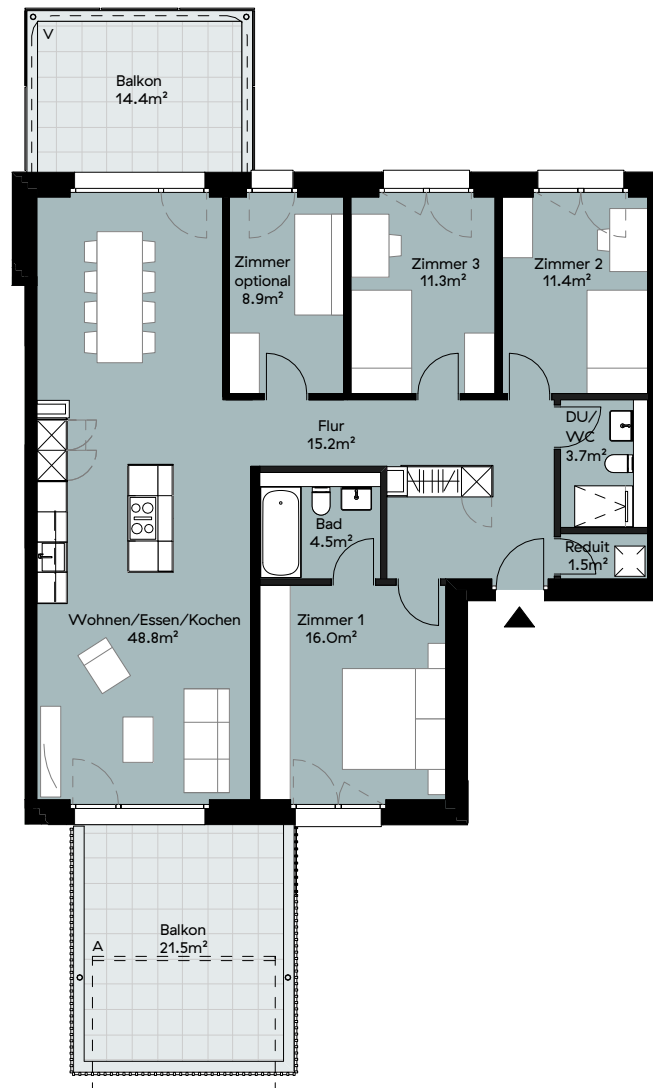 V
Balkon
14.4m²
Zimmer
optional
8.9m²
Zimmer 3
11.3m²
Zimmer 2
11.4m²
Flur
15.2m²
DU/
WC
3.7m²
Bad
4.5m²
Reduit
1.5m²
Wohnen/Essen/Kochen
48.8m²
Zimmer 1
16.0m²
Balkon
21.5m²
A